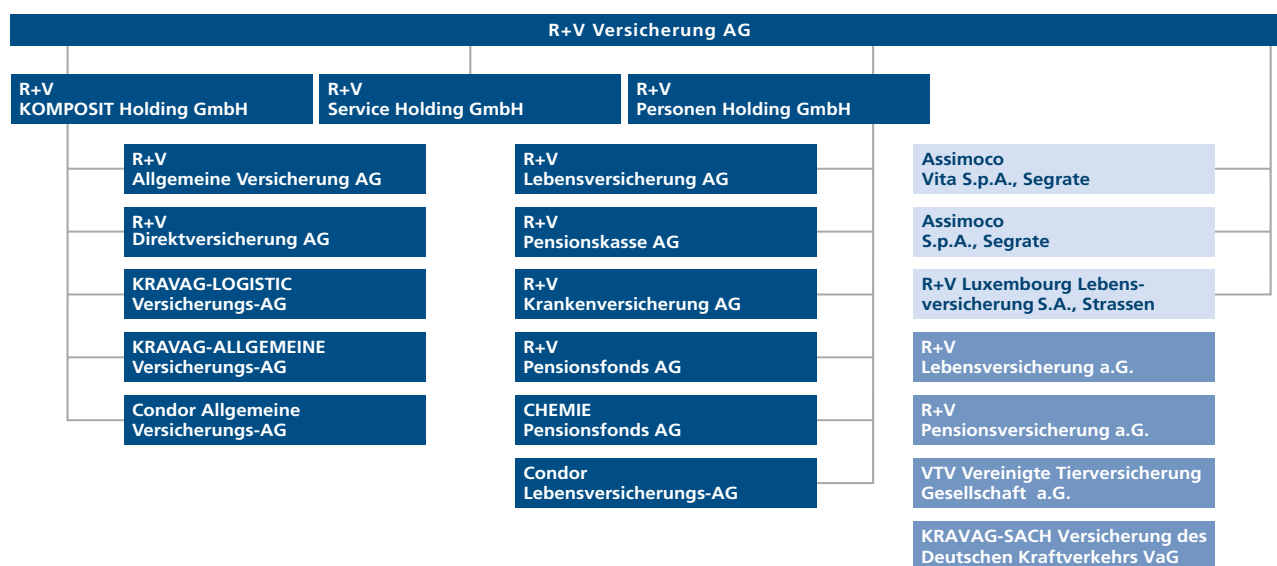 R+V Versicherung AG
R+V
KOMPOSIT Holding GmbH
R+V
Service Holding GmbH
R+V
Personen Holding GmbH
R+V
Allgemeine Versicherung AG
R+V
Direktversicherung AG
KRAVAG-LOGISTIC
Versicherungs-AG
KRAVAG-ALLGEMEINE
Versicherungs-AG
Condor Allgemeine
Versicherungs-AG
R+V
Lebensversicherung AG
R+V
Pensionskasse AG
R+V
Krankenversicherung AG
R+V
Pensionsfonds AG
CHEMIE
Pensionsfonds AG
Condor
Lebensversicherungs-AG
Assimoco
Vita S.p.A., Segrate
Assimoco
S.p.A., Segrate
R+V Luxembourg Lebens-
versicherung S.A., Strassen
R+V
Lebensversicherung a.G.
R+V
Pensionsversicherung a.G.
VTV Vereinigte Tierversicherung
Gesellschaft a.G.
KRAVAG-SACH Versicherung des
Deutschen Kraftverkehrs VaG